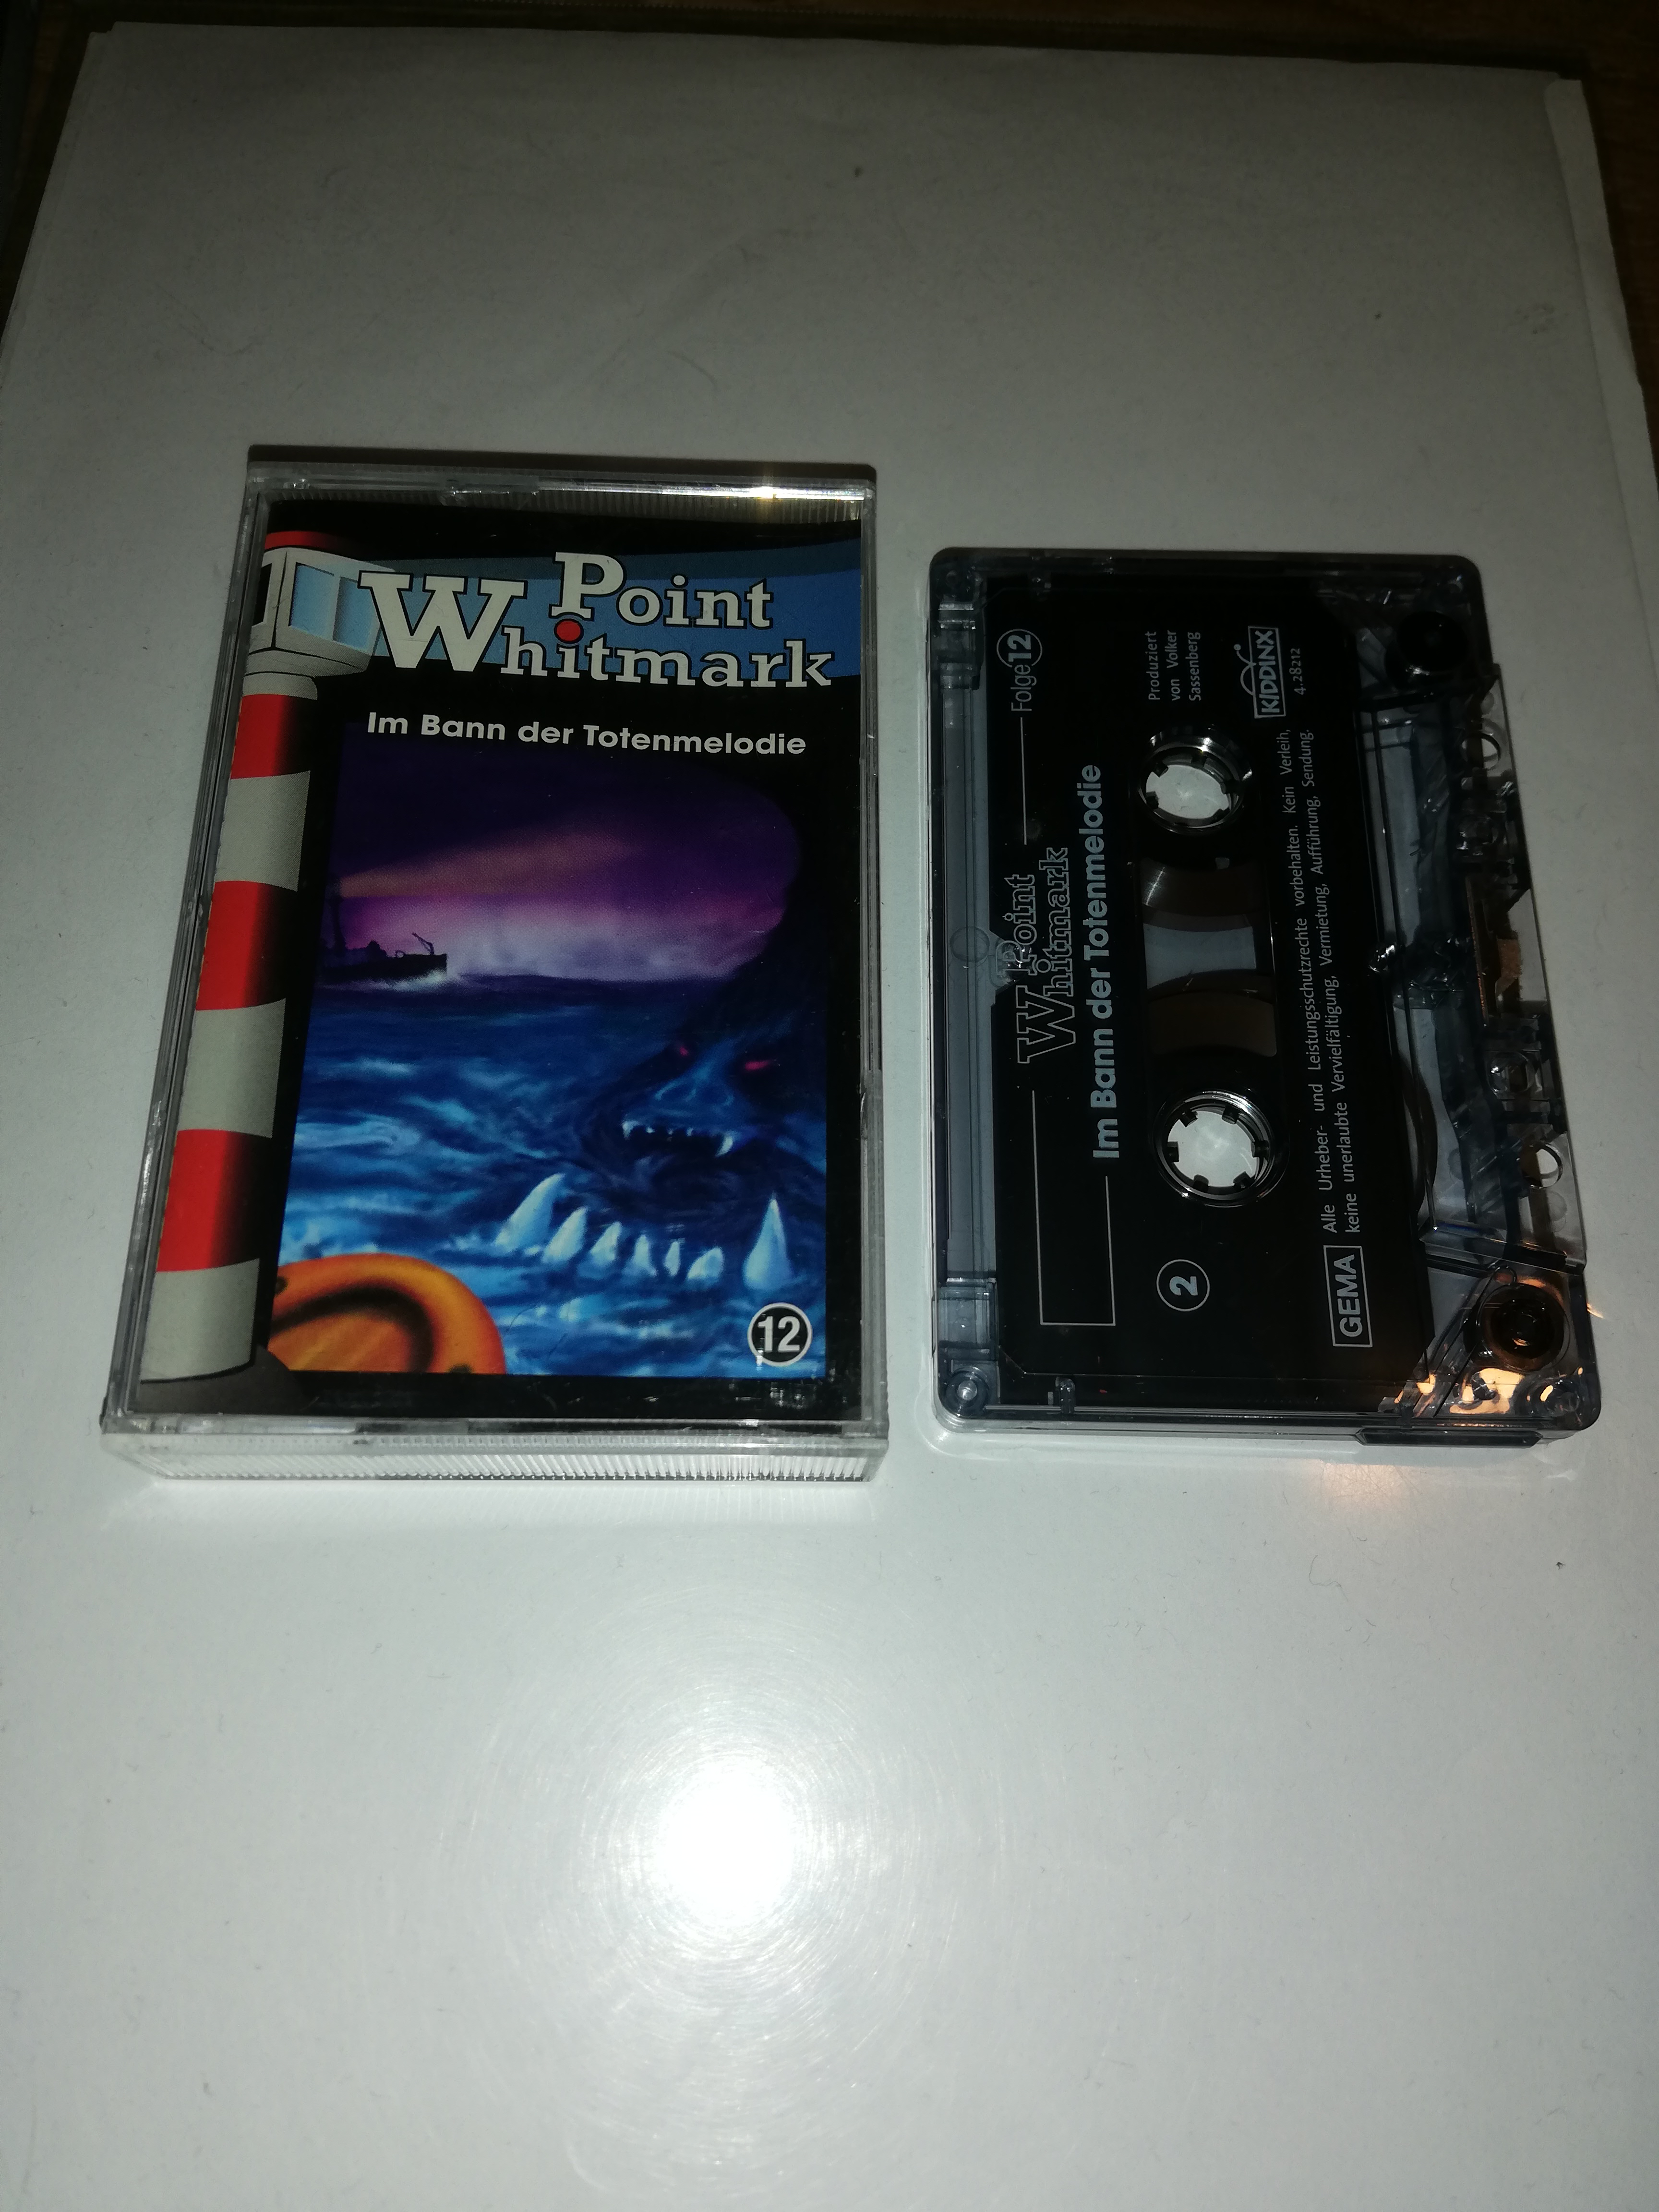 Point
Whitmark
Im Bann der Totenmelodie
12
Point
Whitmark
Folge 12
Im Bann der Totenmelodie
2
Produziert
von Volker
Sassenberg
KIDDINX
4.28212
GEMA
Alle Urheber- und Leistungsschutzrechte vorbehalten. Kein Verleih,
keine unerlaubte Vervielfältigung, Vermietung, Aufführung, Sendung.